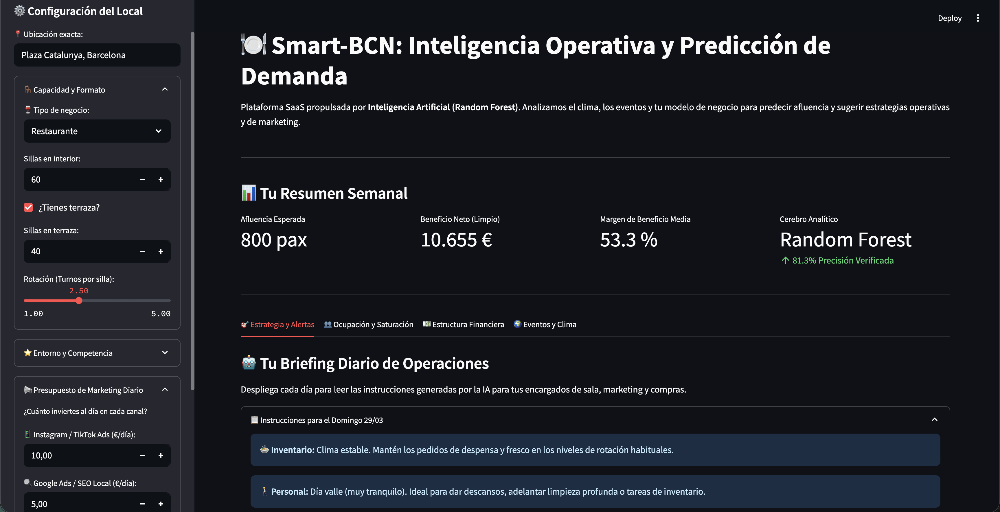 Configuración del Local
Ubicación exacta:
Plaza Catalunya, Barcelona
Capacidad y Formato
Tipo de negocio:
Restaurante
Sillas en interior:
60
¿Tienes terraza?
Sillas en terraza:
40
Rotación (Turnos por silla):
2.50
1.00 5.00
Entorno y Competencia
Presupuesto de Marketing Diario
¿Cuánto inviertes al día en cada canal?
Instagram / TikTok Ads (€/día):
10,00
Google Ads / SEO Local (€/día):
5,00
Deploy
Smart-BCN: Inteligencia Operativa y Predicción de
Demanda
Plataforma SaaS propulsada por Inteligencia Artificial (Random Forest). Analizamos el clima, los eventos y tu modelo de negocio para predecir afluencia y sugerir estrategias operativas
y de marketing.
Tu Resumen Semanal
Afluencia Esperada
800 pax
Beneficio Neto (Limpio)
10.655 €
Margen de Beneficio Media
53.3 %
Cerebro Analítico
Random Forest
↑ 81.3% Precisión Verificada
Estrategia y Alertas Ocupación y Saturación Estructura Financiera Eventos y Clima
Tu Briefing Diario de Operaciones
Despliega cada día para leer las instrucciones generadas por la IA para tus encargados de sala, marketing y compras.
Instrucciones para el Domingo 29/03
Inventario: Clima estable. Mantén los pedidos de despensa y fresco en los niveles de rotación habituales.
Personal: Día valle (muy tranquilo). Ideal para dar descansos, adelantar limpieza profunda o tareas de inventario.